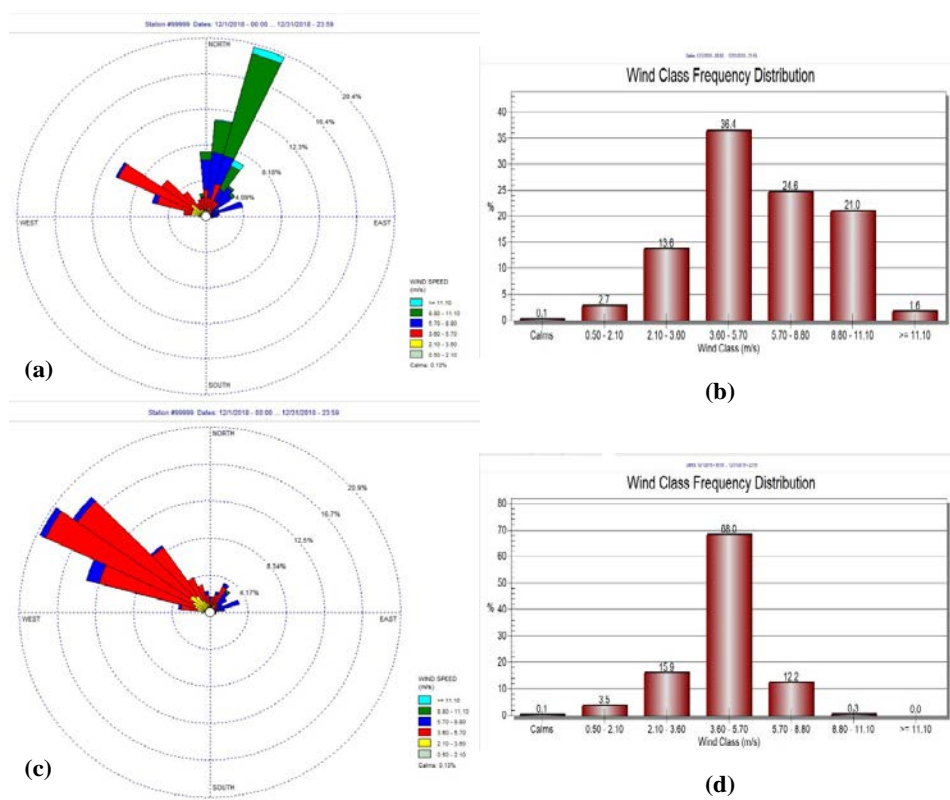 Station #99999 Dates: 12/1/2018 - 00:00 ... 12/31/2018 - 23:59
NORTH
20.4%
16.4%
12.3%
8.18%
4.09%
WEST
EAST
WIND SPEED
(m/s)
>= 11.10
8.80 - 11.10
5.70 - 8.80
3.60 - 5.70
2.10 - 3.60
0.50 - 2.10
Calms: 0.10%
SOUTH
(a)
Wind Class Frequency Distribution
%
40
35
30
25
20
15
10
5
0
0.1
2.7
13.6
36.4
24.6
21.0
1.6
Calms
0.50 - 2.10
2.10 - 3.60
3.60 - 5.70
5.70 - 8.80
8.80 - 11.10
>= 11.10
Wind Class (m/s)
(b)
Station #99999 Dates: 12/1/2018 - 00:00 ... 12/31/2018 - 23:59
NORTH
20.9%
16.7%
12.5%
8.34%
4.17%
WEST
EAST
WIND SPEED
(m/s)
>= 11.10
8.80 - 11.10
5.70 - 8.80
3.60 - 5.70
2.10 - 3.60
0.50 - 2.10
Calms: 0.10%
SOUTH
(c)
Wind Class Frequency Distribution
%
80
70
60
50
40
30
20
10
0
0.1
3.5
15.9
68.0
12.2
0.3
0.0
Calms
0.50 - 2.10
2.10 - 3.60
3.60 - 5.70
5.70 - 8.80
8.80 - 11.10
>= 11.10
Wind Class (m/s)
(d)